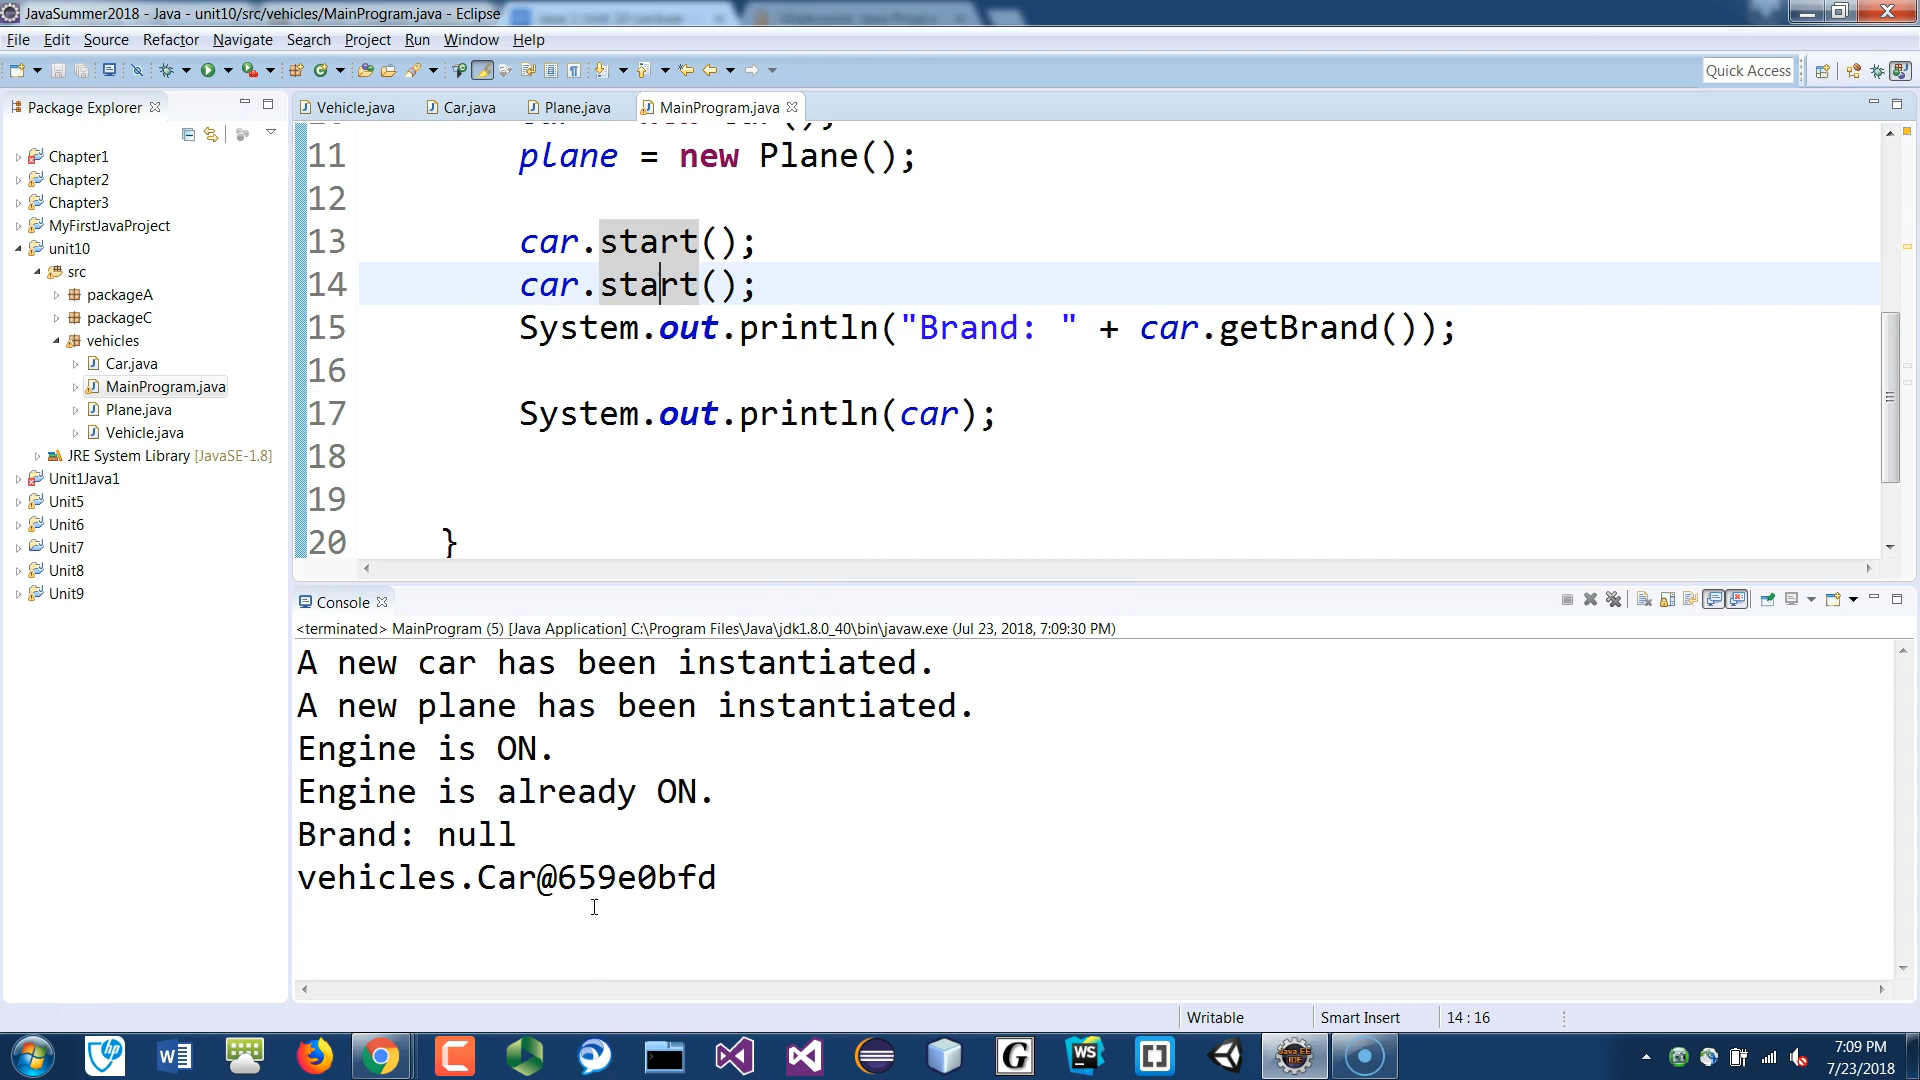 JavaSummer2018 - Java - unit10/src/vehicles/MainProgram.java - Eclipse
File Edit Source Refactor Navigate Search Project Run Window Help
Quick Access
Package Explorer
Chapter1
Chapter2
Chapter3
MyFirstJavaProject
unit10
src
packageA
packageC
vehicles
Car.java
MainProgram.java
Plane.java
Vehicle.java
JRE System Library [JavaSE-1.8]
Unit1Java1
Unit5
Unit6
Unit7
Unit8
Unit9
Vehicle.java Car.java Plane.java MainProgram.java
11 plane = new Plane();
12
13 car.start();
14 car.start();
15 System.out.println("Brand: " + car.getBrand());
16
17 System.out.println(car);
18
19
20 }
Console
<terminated> MainProgram (5) [Java Application] C:\Program Files\Java\jdk1.8.0_40\bin\javaw.exe (Jul 23, 2018, 7:09:30 PM)
A new car has been instantiated.
A new plane has been instantiated.
Engine is ON.
Engine is already ON.
Brand: null
vehicles.Car@659e0bfd
Writable Smart Insert 14 : 16
7:09 PM
7/23/2018